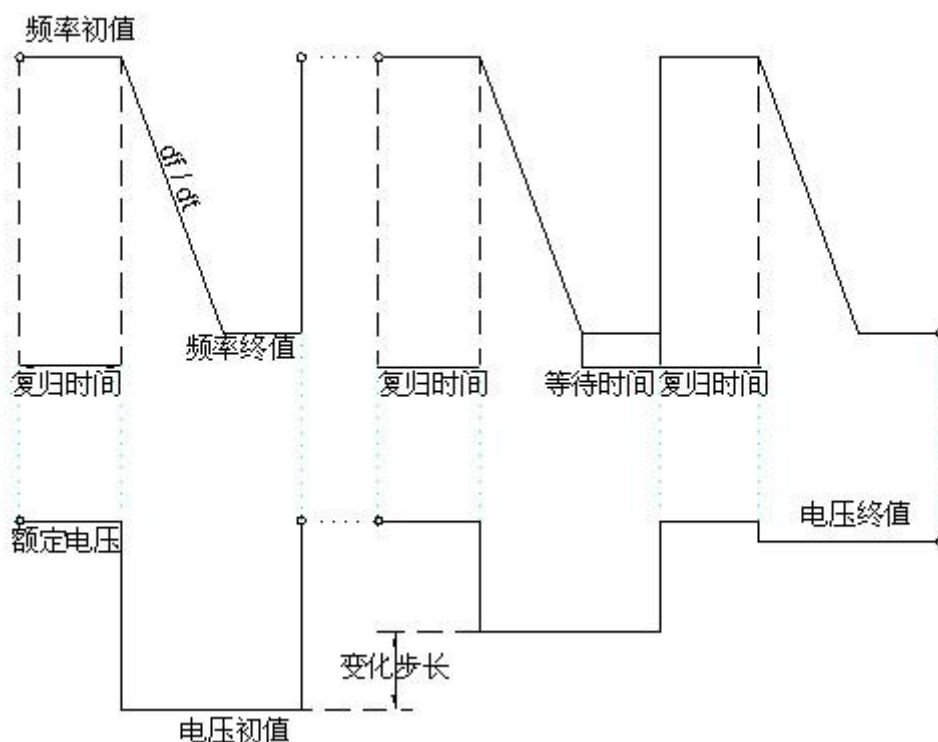 频率初值
df / dt
频率终值
复归时间
复归时间
等待时间
复归时间
额定电压
电压终值
变化步长
电压初值